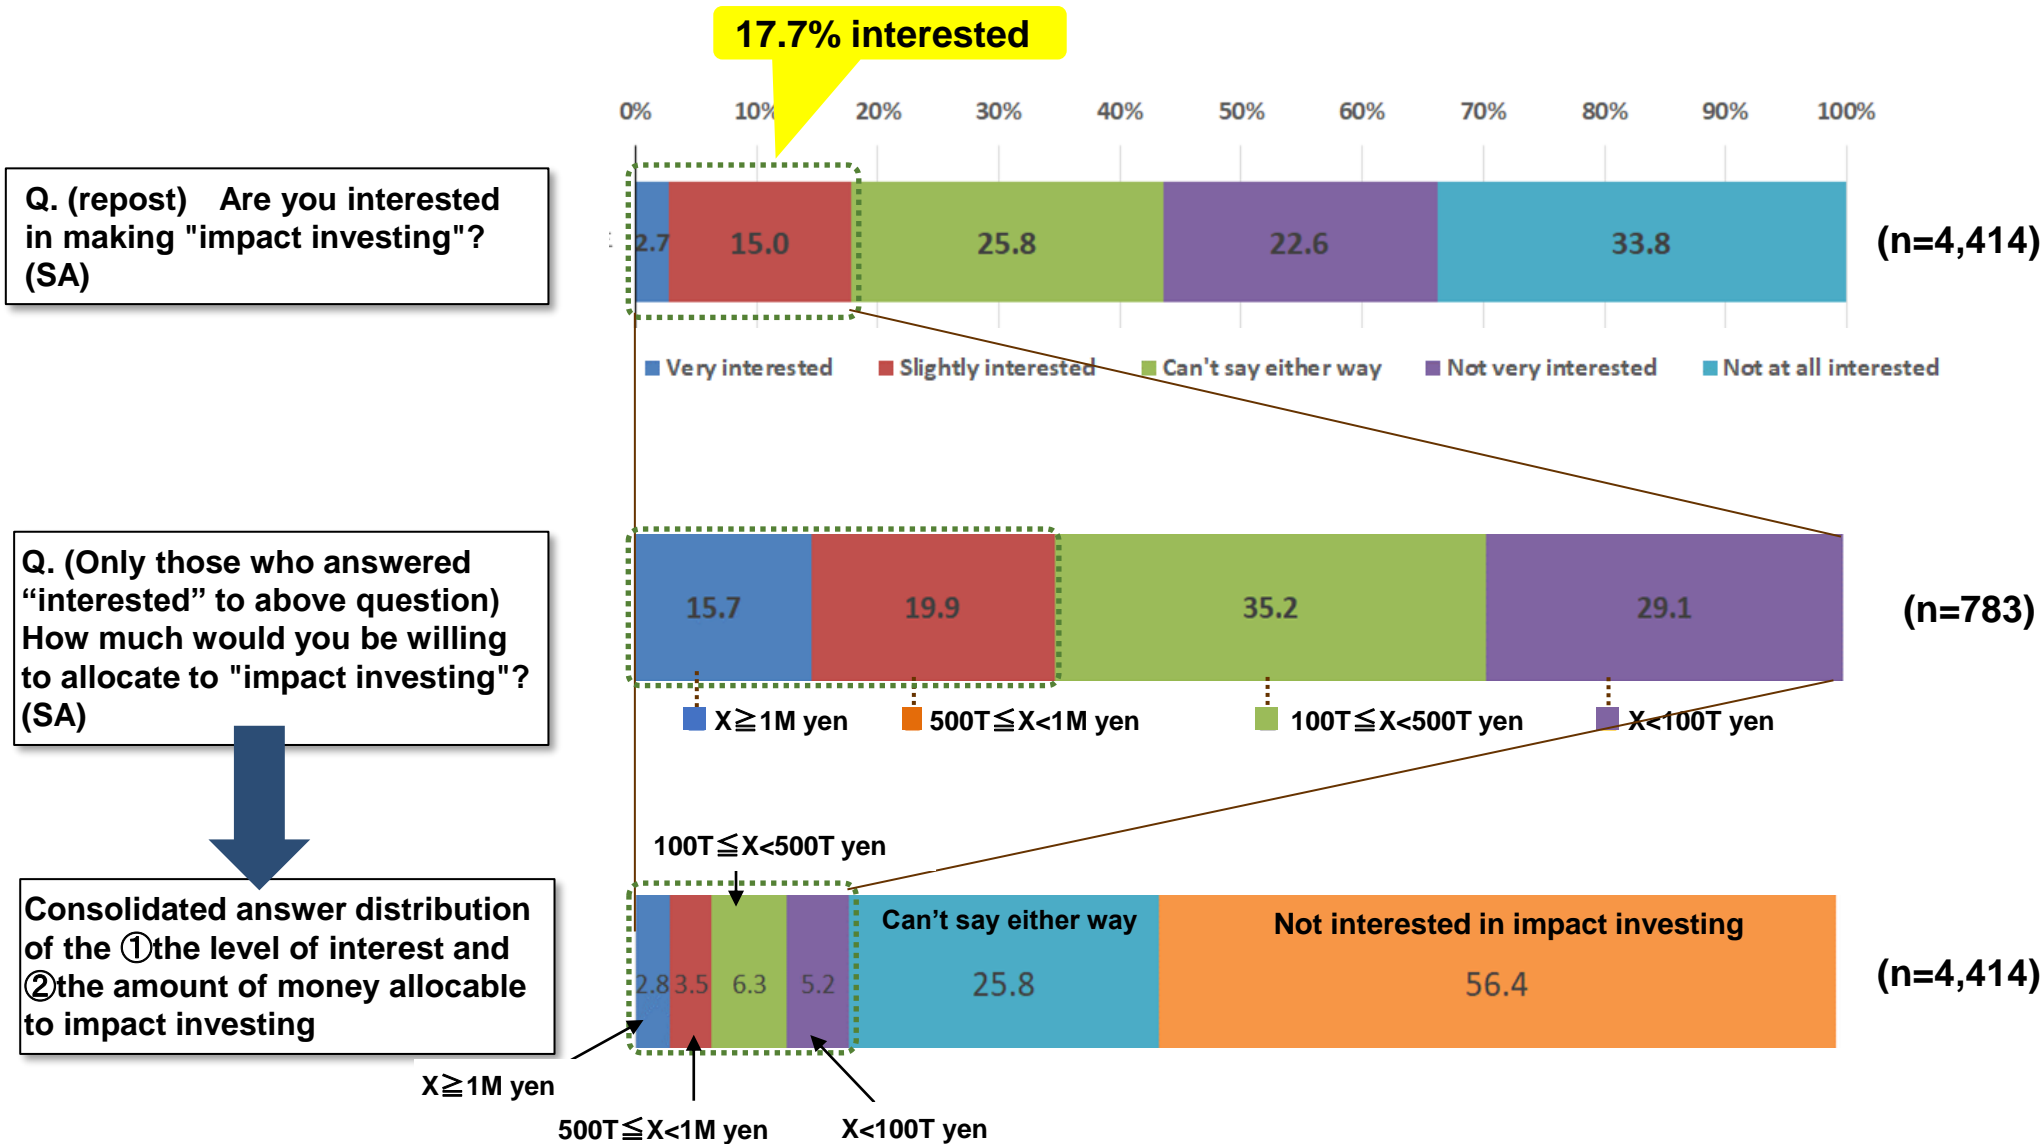 17.7% interested
0% 10% 20% 30% 40% 50% 60% 70% 80% 90% 100%
Q. (repost) Are you interested
in making "impact investing"?
(SA)
2.7 15.0 25.8 22.6 33.8
(n=4,414)
Very interested Slightly interested Can't say either way Not very interested Not at all interested
Q. (Only those who answered
“interested” to above question)
How much would you be willing
to allocate to "impact investing"?
(SA)
15.7 19.9 35.2 29.1
(n=783)
X≧1M yen 500T≦X<1M yen 100T≦X<500T yen X<100T yen
100T≦X<500T yen
Consolidated answer distribution
of the ①the level of interest and
②the amount of money allocable
to impact investing
Can’t say either way Not interested in impact investing
2.8 3.5 6.3 5.2 25.8 56.4
(n=4,414)
X≧1M yen
500T≦X<1M yen X<100T yen